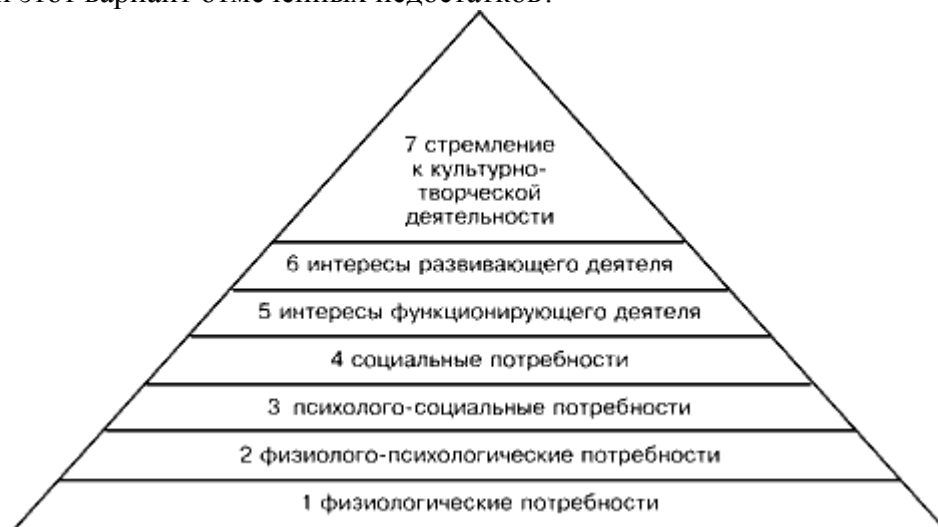 этот вариант отмеченных недостатков.
7 стремление
к культурно-
творческой
деятельности
6 интересы развивающего деятеля
5 интересы функционирующего деятеля
4 социальные потребности
3 психолого-социальные потребности
2 физиолого-психологические потребности
1 физиологические потребности